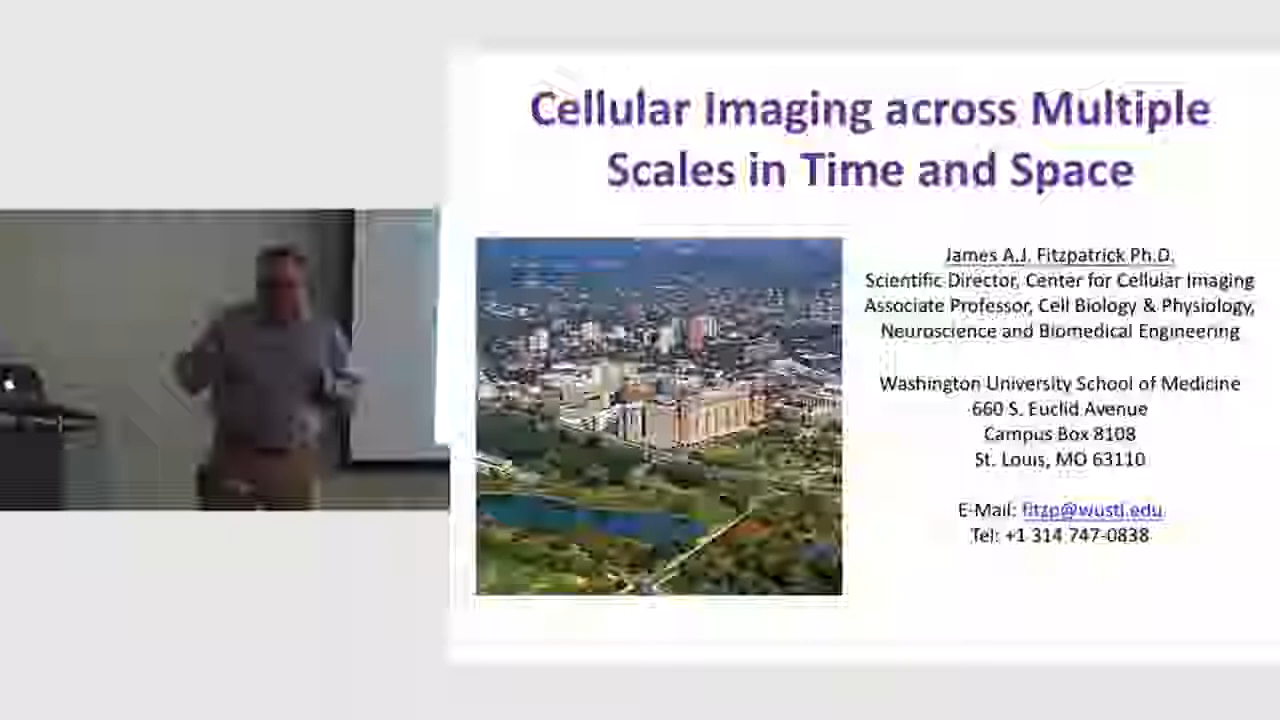 Cellular Imaging across Multiple
Scales in Time and Space
James A.J. Fitzpatrick Ph.D.
Scientific Director, Center for Cellular Imaging
Associate Professor, Cell Biology & Physiology,
Neuroscience and Biomedical Engineering
Washington University School of Medicine
660 S. Euclid Avenue
Campus Box 8108
St. Louis, MO 63110
E-Mail: fitzp@wustl.edu
Tel: +1 314 747-0838